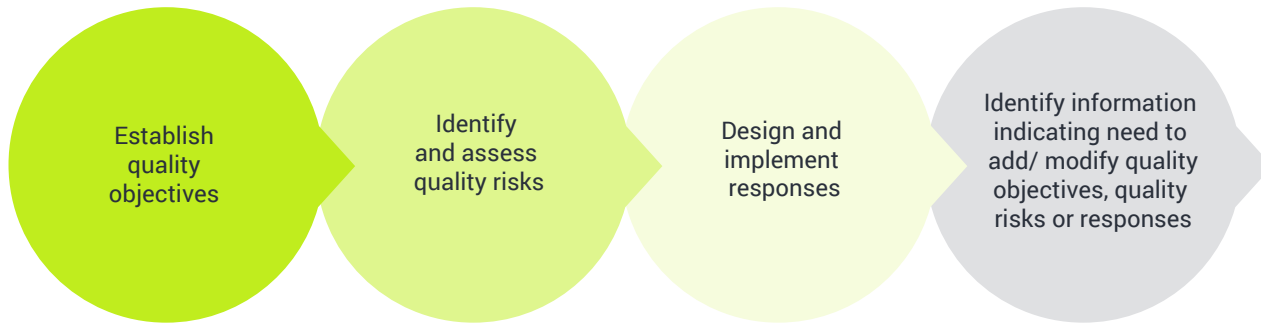 Establish
quality
objectives
Identify
and assess
quality risks
Design and
implement
responses
Identify information
indicating need to
add/ modify quality
objectives, quality
risks or responses